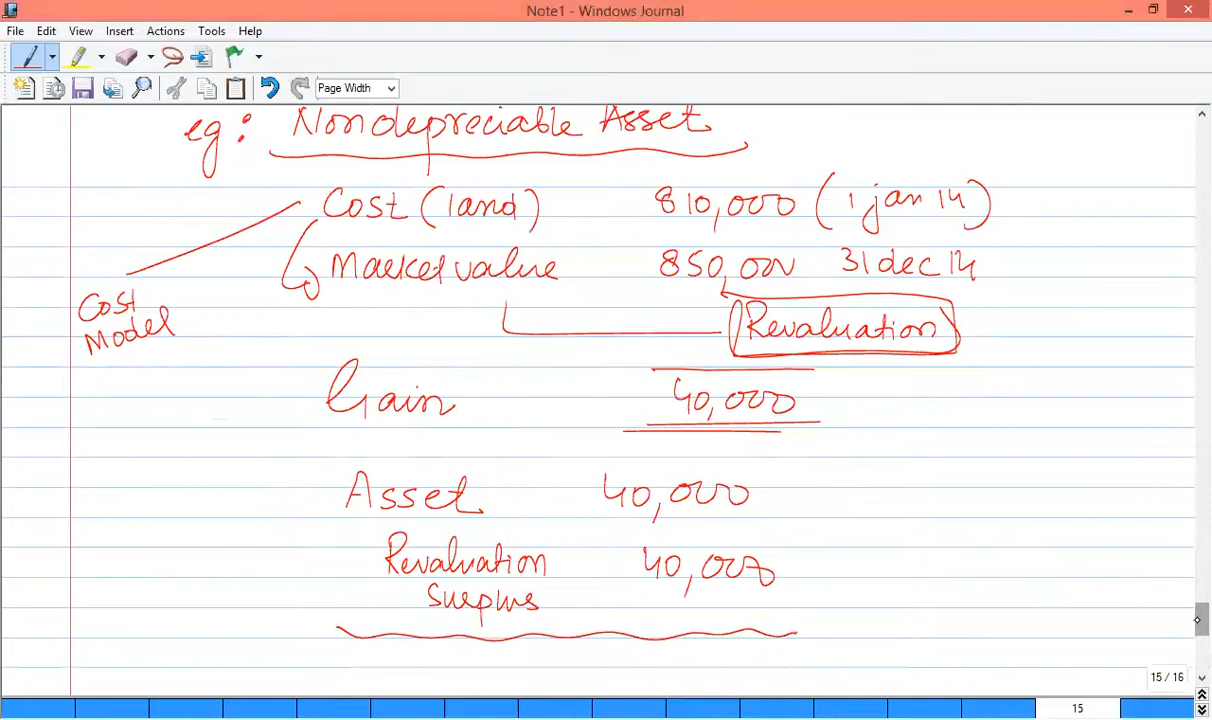 Note1 - Windows Journal
File Edit View Insert Actions Tools Help
Page Width
eg: Nondepreciable Asset
Cost (land) 810,000 (1 jan 14)
Market value 850,000 31 dec 14
Cost
Model
Revaluation
Gain 40,000
Asset 40,000
Revaluation 40,000
Surplus
15 / 16
15